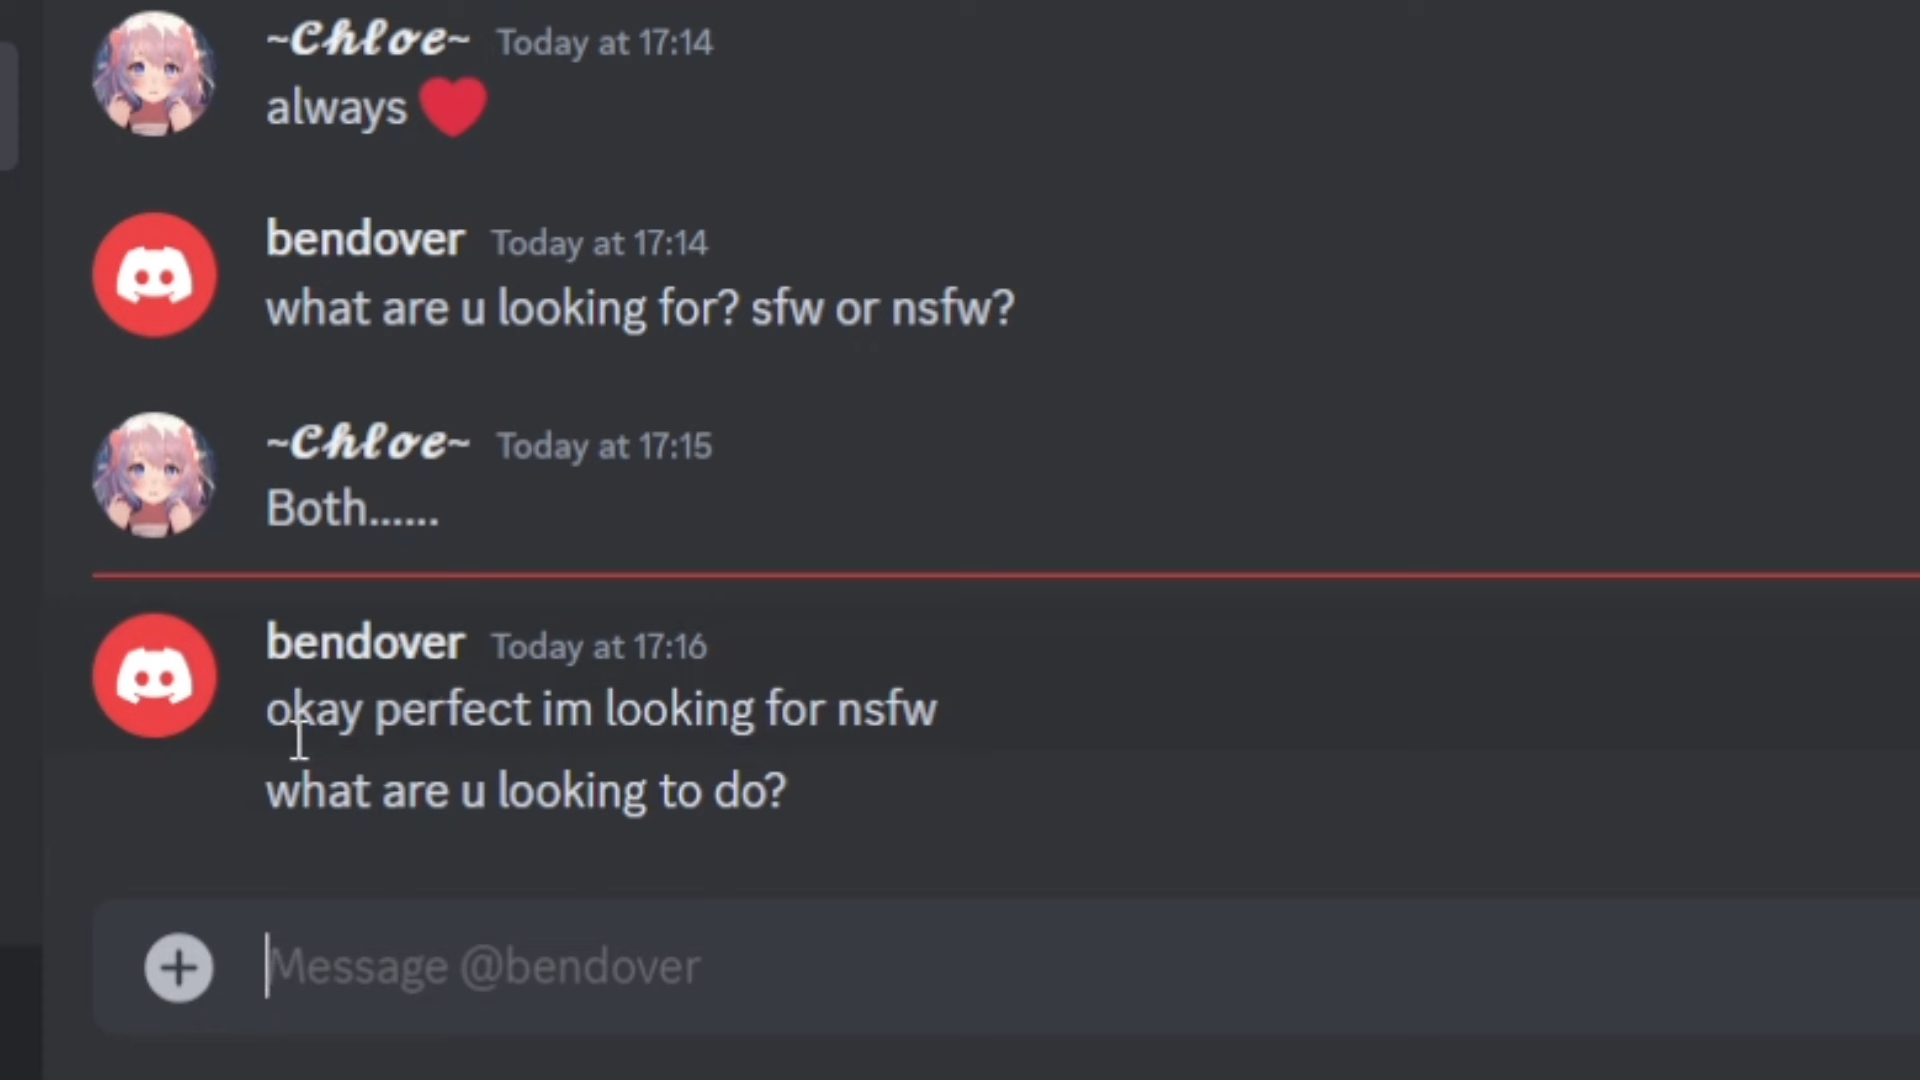 ~𝓒𝓱𝓵𝓸𝓮~ Today at 17:14
always
bendover Today at 17:14
what are u looking for? sfw or nsfw?
~𝓒𝓱𝓵𝓸𝓮~ Today at 17:15
Both......
bendover Today at 17:16
okay perfect im looking for nsfw
what are u looking to do?
Message @bendover